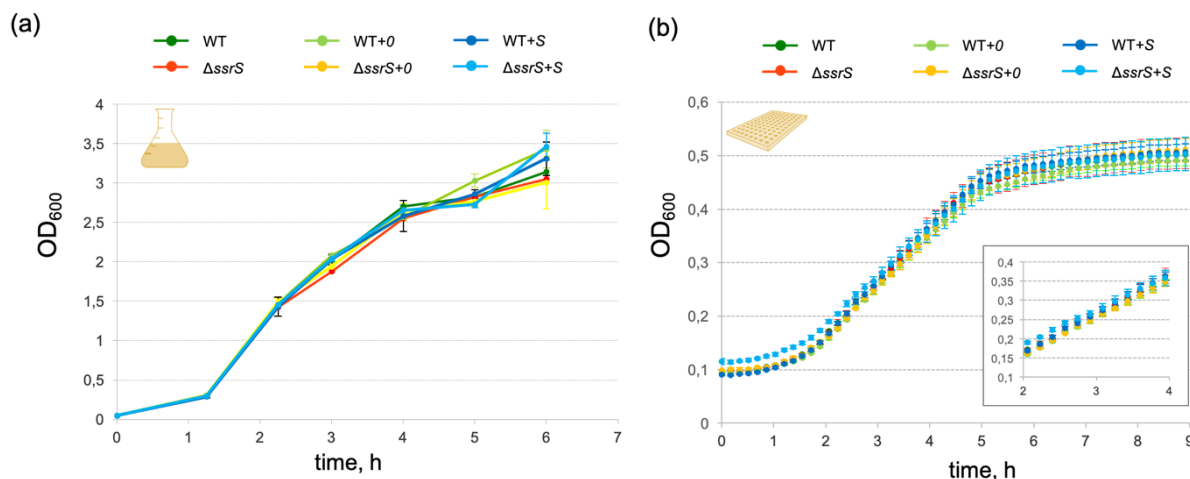 (a)
WT
WT+0
WT+S
ΔssrS
ΔssrS+0
ΔssrS+S
OD600
4
3,5
3
2,5
2
1,5
1
0,5
0
0 1 2 3 4 5 6 7
time, h
(b)
WT
WT+0
WT+S
ΔssrS
ΔssrS+0
ΔssrS+S
OD600
0,6
0,5
0,4
0,3
0,2
0,1
0
0,4
0,35
0,3
0,25
0,2
0,15
0,1
2 3 4
0 1 2 3 4 5 6 7 8 9
time, h